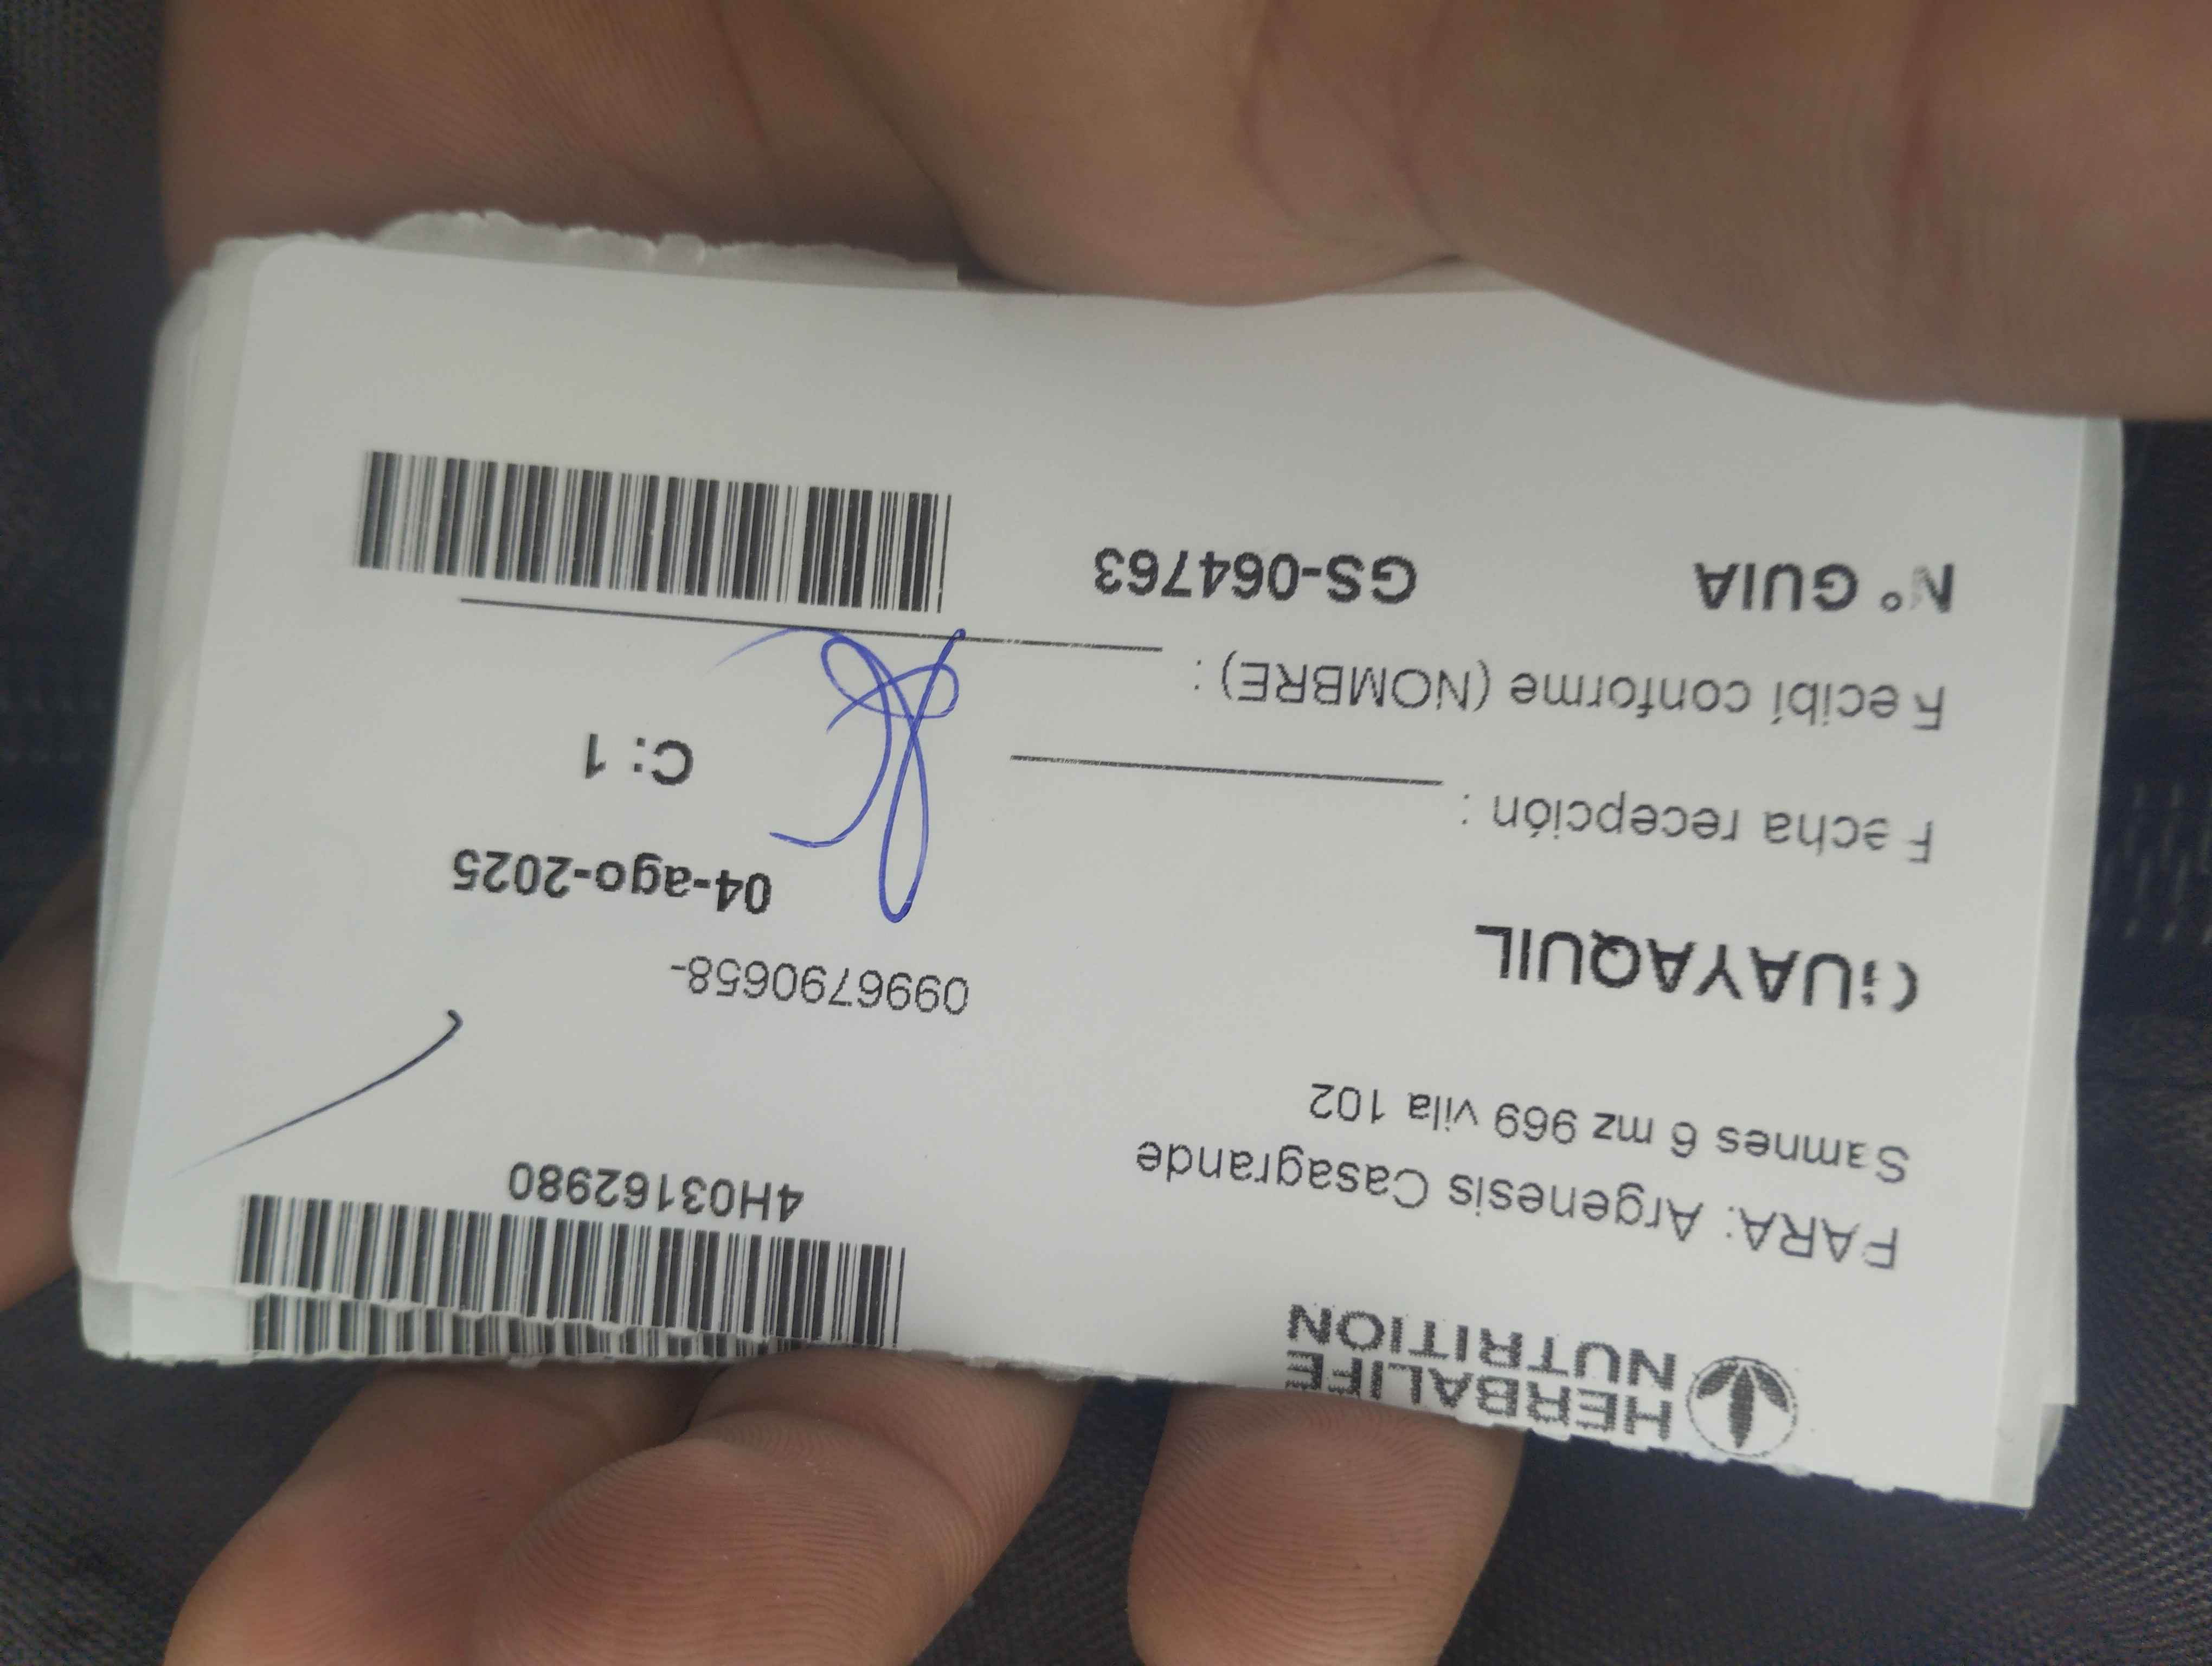 HERBALIFE
NUTRITION
PARA: Argenesis Casagrande
4H03162980
Samnes 6 mz 969 vila 102
0996790658-
GUAYAQUIL
04-ago-2025
Fecha recepción :
C: 1
Recibí conforme (NOMBRE) :
N° GUIA GS-064763